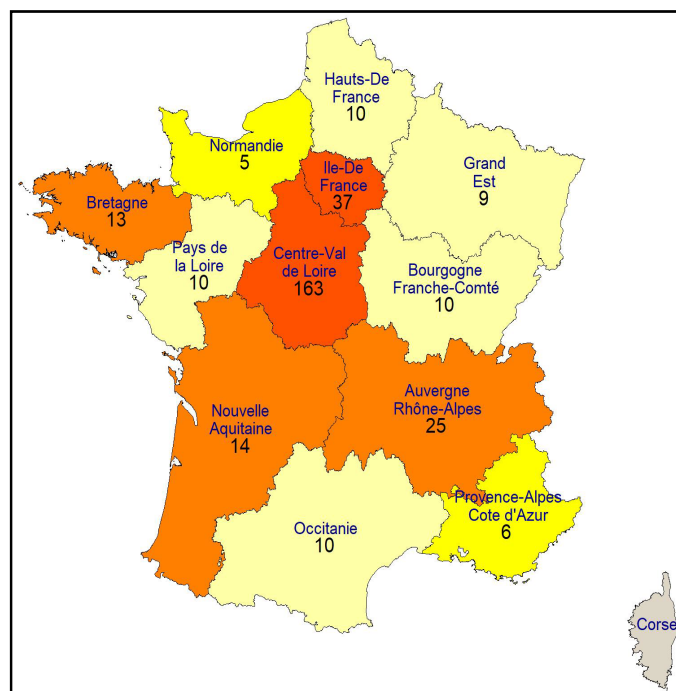 Hauts-De
France
10
Normandie
5
Ile-De
France
37
Grand
Est
9
Bretagne
13
Pays de
la Loire
10
Centre-Val
de Loire
163
Bourgogne
Franche-Comté
10
Nouvelle
Aquitaine
14
Auvergne
Rhône-Alpes
25
Provence-Alpes
Cote d'Azur
6
Occitanie
10
Corse